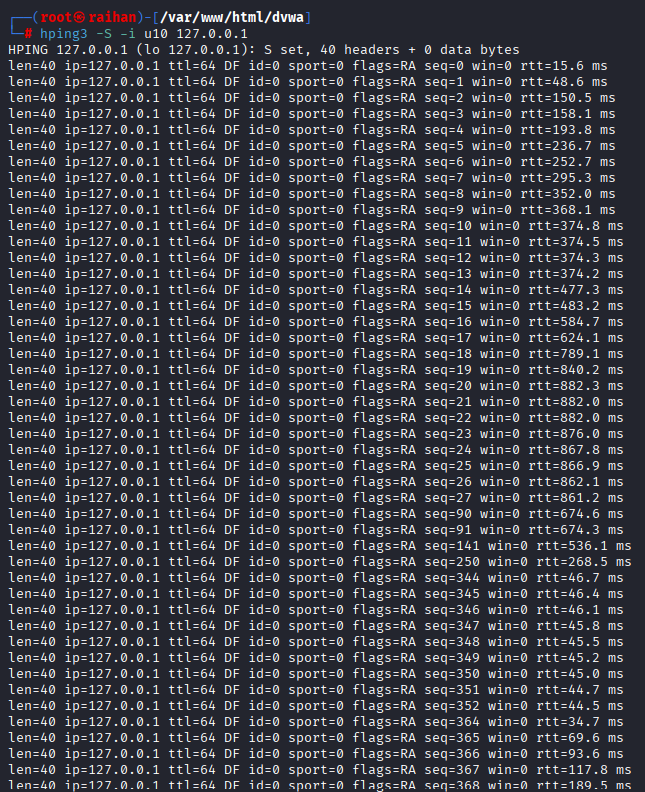 ┌──(root㉿raihan)-[/var/www/html/dvwa]
└─# hping3 -S -i u10 127.0.0.1
HPING 127.0.0.1 (lo 127.0.0.1): S set, 40 headers + 0 data bytes
len=40 ip=127.0.0.1 ttl=64 DF id=0 sport=0 flags=RA seq=0 win=0 rtt=15.6 ms
len=40 ip=127.0.0.1 ttl=64 DF id=0 sport=0 flags=RA seq=1 win=0 rtt=48.6 ms
len=40 ip=127.0.0.1 ttl=64 DF id=0 sport=0 flags=RA seq=2 win=0 rtt=150.5 ms
len=40 ip=127.0.0.1 ttl=64 DF id=0 sport=0 flags=RA seq=3 win=0 rtt=158.1 ms
len=40 ip=127.0.0.1 ttl=64 DF id=0 sport=0 flags=RA seq=4 win=0 rtt=193.8 ms
len=40 ip=127.0.0.1 ttl=64 DF id=0 sport=0 flags=RA seq=5 win=0 rtt=236.7 ms
len=40 ip=127.0.0.1 ttl=64 DF id=0 sport=0 flags=RA seq=6 win=0 rtt=252.7 ms
len=40 ip=127.0.0.1 ttl=64 DF id=0 sport=0 flags=RA seq=7 win=0 rtt=295.3 ms
len=40 ip=127.0.0.1 ttl=64 DF id=0 sport=0 flags=RA seq=8 win=0 rtt=352.0 ms
len=40 ip=127.0.0.1 ttl=64 DF id=0 sport=0 flags=RA seq=9 win=0 rtt=368.1 ms
len=40 ip=127.0.0.1 ttl=64 DF id=0 sport=0 flags=RA seq=10 win=0 rtt=374.8 ms
len=40 ip=127.0.0.1 ttl=64 DF id=0 sport=0 flags=RA seq=11 win=0 rtt=374.5 ms
len=40 ip=127.0.0.1 ttl=64 DF id=0 sport=0 flags=RA seq=12 win=0 rtt=374.3 ms
len=40 ip=127.0.0.1 ttl=64 DF id=0 sport=0 flags=RA seq=13 win=0 rtt=374.2 ms
len=40 ip=127.0.0.1 ttl=64 DF id=0 sport=0 flags=RA seq=14 win=0 rtt=477.3 ms
len=40 ip=127.0.0.1 ttl=64 DF id=0 sport=0 flags=RA seq=15 win=0 rtt=483.2 ms
len=40 ip=127.0.0.1 ttl=64 DF id=0 sport=0 flags=RA seq=16 win=0 rtt=584.7 ms
len=40 ip=127.0.0.1 ttl=64 DF id=0 sport=0 flags=RA seq=17 win=0 rtt=624.1 ms
len=40 ip=127.0.0.1 ttl=64 DF id=0 sport=0 flags=RA seq=18 win=0 rtt=789.1 ms
len=40 ip=127.0.0.1 ttl=64 DF id=0 sport=0 flags=RA seq=19 win=0 rtt=840.2 ms
len=40 ip=127.0.0.1 ttl=64 DF id=0 sport=0 flags=RA seq=20 win=0 rtt=882.3 ms
len=40 ip=127.0.0.1 ttl=64 DF id=0 sport=0 flags=RA seq=21 win=0 rtt=882.0 ms
len=40 ip=127.0.0.1 ttl=64 DF id=0 sport=0 flags=RA seq=22 win=0 rtt=882.0 ms
len=40 ip=127.0.0.1 ttl=64 DF id=0 sport=0 flags=RA seq=23 win=0 rtt=876.0 ms
len=40 ip=127.0.0.1 ttl=64 DF id=0 sport=0 flags=RA seq=24 win=0 rtt=867.8 ms
len=40 ip=127.0.0.1 ttl=64 DF id=0 sport=0 flags=RA seq=25 win=0 rtt=866.9 ms
len=40 ip=127.0.0.1 ttl=64 DF id=0 sport=0 flags=RA seq=26 win=0 rtt=862.1 ms
len=40 ip=127.0.0.1 ttl=64 DF id=0 sport=0 flags=RA seq=27 win=0 rtt=861.2 ms
len=40 ip=127.0.0.1 ttl=64 DF id=0 sport=0 flags=RA seq=90 win=0 rtt=674.6 ms
len=40 ip=127.0.0.1 ttl=64 DF id=0 sport=0 flags=RA seq=91 win=0 rtt=674.3 ms
len=40 ip=127.0.0.1 ttl=64 DF id=0 sport=0 flags=RA seq=141 win=0 rtt=536.1 ms
len=40 ip=127.0.0.1 ttl=64 DF id=0 sport=0 flags=RA seq=250 win=0 rtt=268.5 ms
len=40 ip=127.0.0.1 ttl=64 DF id=0 sport=0 flags=RA seq=344 win=0 rtt=46.7 ms
len=40 ip=127.0.0.1 ttl=64 DF id=0 sport=0 flags=RA seq=345 win=0 rtt=46.4 ms
len=40 ip=127.0.0.1 ttl=64 DF id=0 sport=0 flags=RA seq=346 win=0 rtt=46.1 ms
len=40 ip=127.0.0.1 ttl=64 DF id=0 sport=0 flags=RA seq=347 win=0 rtt=45.8 ms
len=40 ip=127.0.0.1 ttl=64 DF id=0 sport=0 flags=RA seq=348 win=0 rtt=45.5 ms
len=40 ip=127.0.0.1 ttl=64 DF id=0 sport=0 flags=RA seq=349 win=0 rtt=45.2 ms
len=40 ip=127.0.0.1 ttl=64 DF id=0 sport=0 flags=RA seq=350 win=0 rtt=45.0 ms
len=40 ip=127.0.0.1 ttl=64 DF id=0 sport=0 flags=RA seq=351 win=0 rtt=44.7 ms
len=40 ip=127.0.0.1 ttl=64 DF id=0 sport=0 flags=RA seq=352 win=0 rtt=44.5 ms
len=40 ip=127.0.0.1 ttl=64 DF id=0 sport=0 flags=RA seq=364 win=0 rtt=34.7 ms
len=40 ip=127.0.0.1 ttl=64 DF id=0 sport=0 flags=RA seq=365 win=0 rtt=69.6 ms
len=40 ip=127.0.0.1 ttl=64 DF id=0 sport=0 flags=RA seq=366 win=0 rtt=93.6 ms
len=40 ip=127.0.0.1 ttl=64 DF id=0 sport=0 flags=RA seq=367 win=0 rtt=117.8 ms
len=40 ip=127.0.0.1 ttl=64 DF id=0 sport=0 flags=RA seq=368 win=0 rtt=189.5 ms